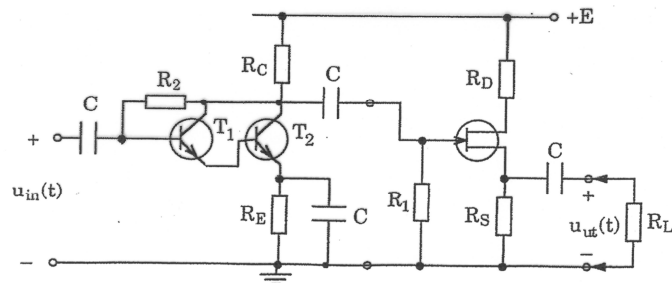 +E
R_C
R_D
R_2
C
C
T_1
T_2
C
+
+
u_in(t)
R_E
C
R_1
R_S
u_ut(t)
R_L
−
−